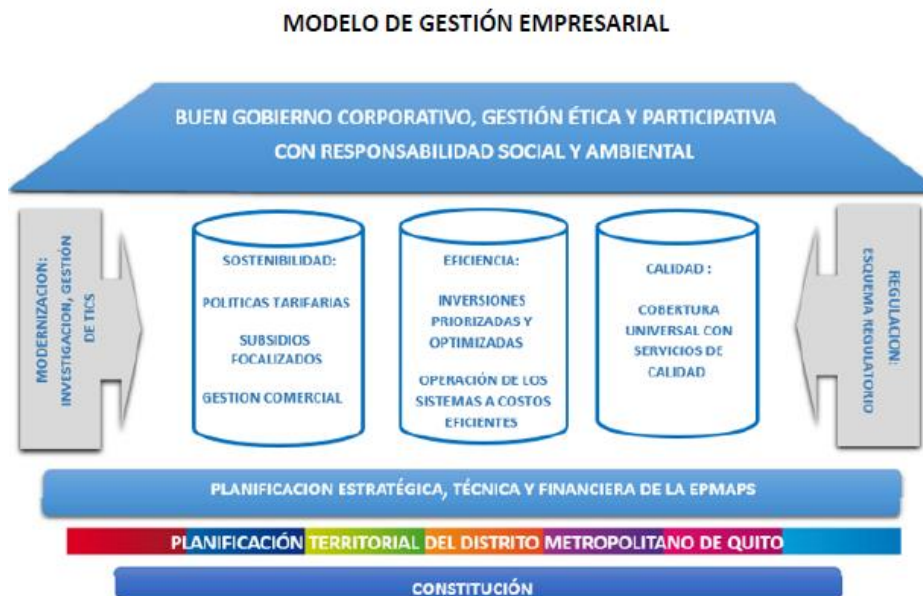 MODELO DE GESTIÓN EMPRESARIAL
BUEN GOBIERNO CORPORATIVO, GESTIÓN ÉTICA Y PARTICIPATIVA
CON RESPONSABILIDAD SOCIAL Y AMBIENTAL
MODERNIZACION:
INVESTIGACION, GESTIÓN
DE TICS
SOSTENIBILIDAD:
POLITICAS TARIFARIAS
SUBSIDIOS
FOCALIZADOS
GESTION COMERCIAL
EFICIENCIA:
INVERSIONES
PRIORIZADAS Y
OPTIMIZADAS
OPERACIÓN DE LOS
SISTEMAS A COSTOS
EFICIENTES
CALIDAD :
COBERTURA
UNIVERSAL CON
SERVICIOS DE
CALIDAD
REGULACION:
ESQUEMA REGULATORIO
PLANIFICACION ESTRATÉGICA, TÉCNICA Y FINANCIERA DE LA EPMAPS
PLANIFICACIÓN TERRITORIAL DEL DISTRITO METROPOLITANO DE QUITO
CONSTITUCIÓN